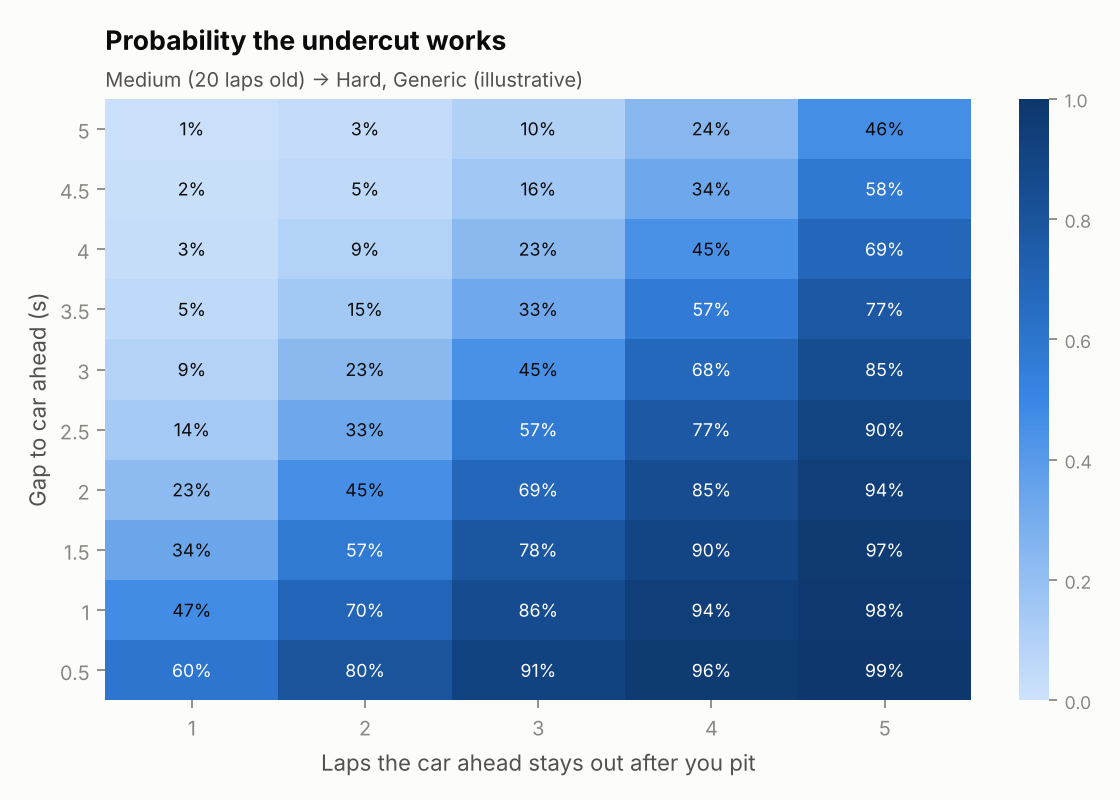 Probability the undercut works
Medium (20 laps old) → Hard, Generic (illustrative)
1.0
5 1% 3% 10% 24% 46%
4.5 2% 5% 16% 34% 58%
0.8
4 3% 9% 23% 45% 69%
3.5 5% 15% 33% 57% 77%
0.6
3 9% 23% 45% 68% 85%
Gap to car ahead (s)
2.5 14% 33% 57% 77% 90%
0.4
2 23% 45% 69% 85% 94%
1.5 34% 57% 78% 90% 97%
0.2
1 47% 70% 86% 94% 98%
0.5 60% 80% 91% 96% 99%
0.0
1 2 3 4 5
Laps the car ahead stays out after you pit